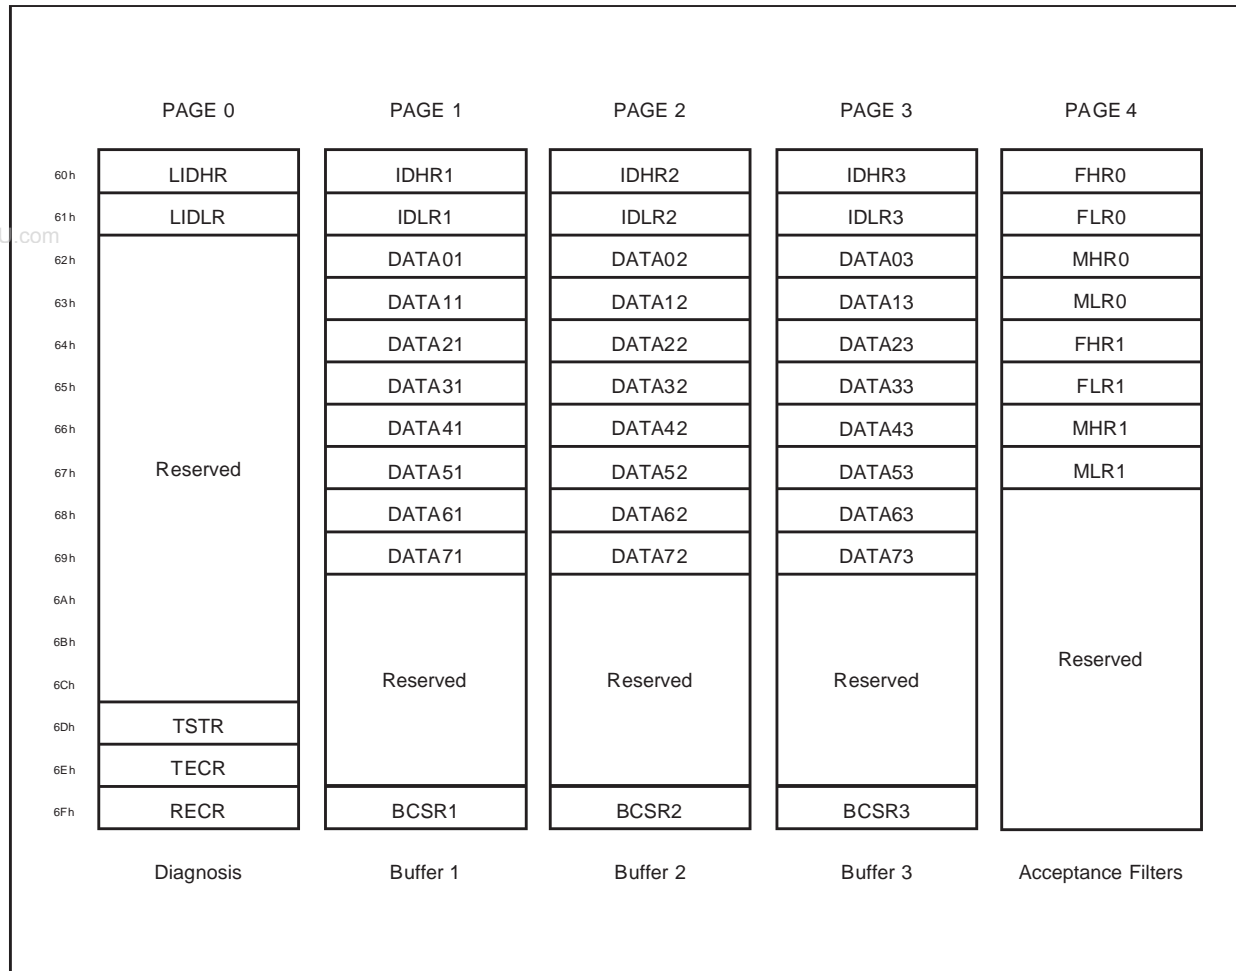 PAGE 0 PAGE 1 PAGE 2 PAGE 3 PAGE 4
60h LIDHR IDHR1 IDHR2 IDHR3 FHR0
61h LIDLR IDLR1 IDLR2 IDLR3 FLR0
U.com
62h DATA01 DATA02 DATA03 MHR0
63h DATA11 DATA12 DATA13 MLR0
64h DATA21 DATA22 DATA23 FHR1
65h DATA31 DATA32 DATA33 FLR1
66h DATA41 DATA42 DATA43 MHR1
67h Reserved DATA51 DATA52 DATA53 MLR1
68h DATA61 DATA62 DATA63
69h DATA71 DATA72 DATA73
6Ah
6Bh
Reserved
6Ch Reserved Reserved Reserved
6Dh TSTR
6Eh TECR
6Fh RECR BCSR1 BCSR2 BCSR3
Diagnosis Buffer 1 Buffer 2 Buffer 3 Acceptance Filters